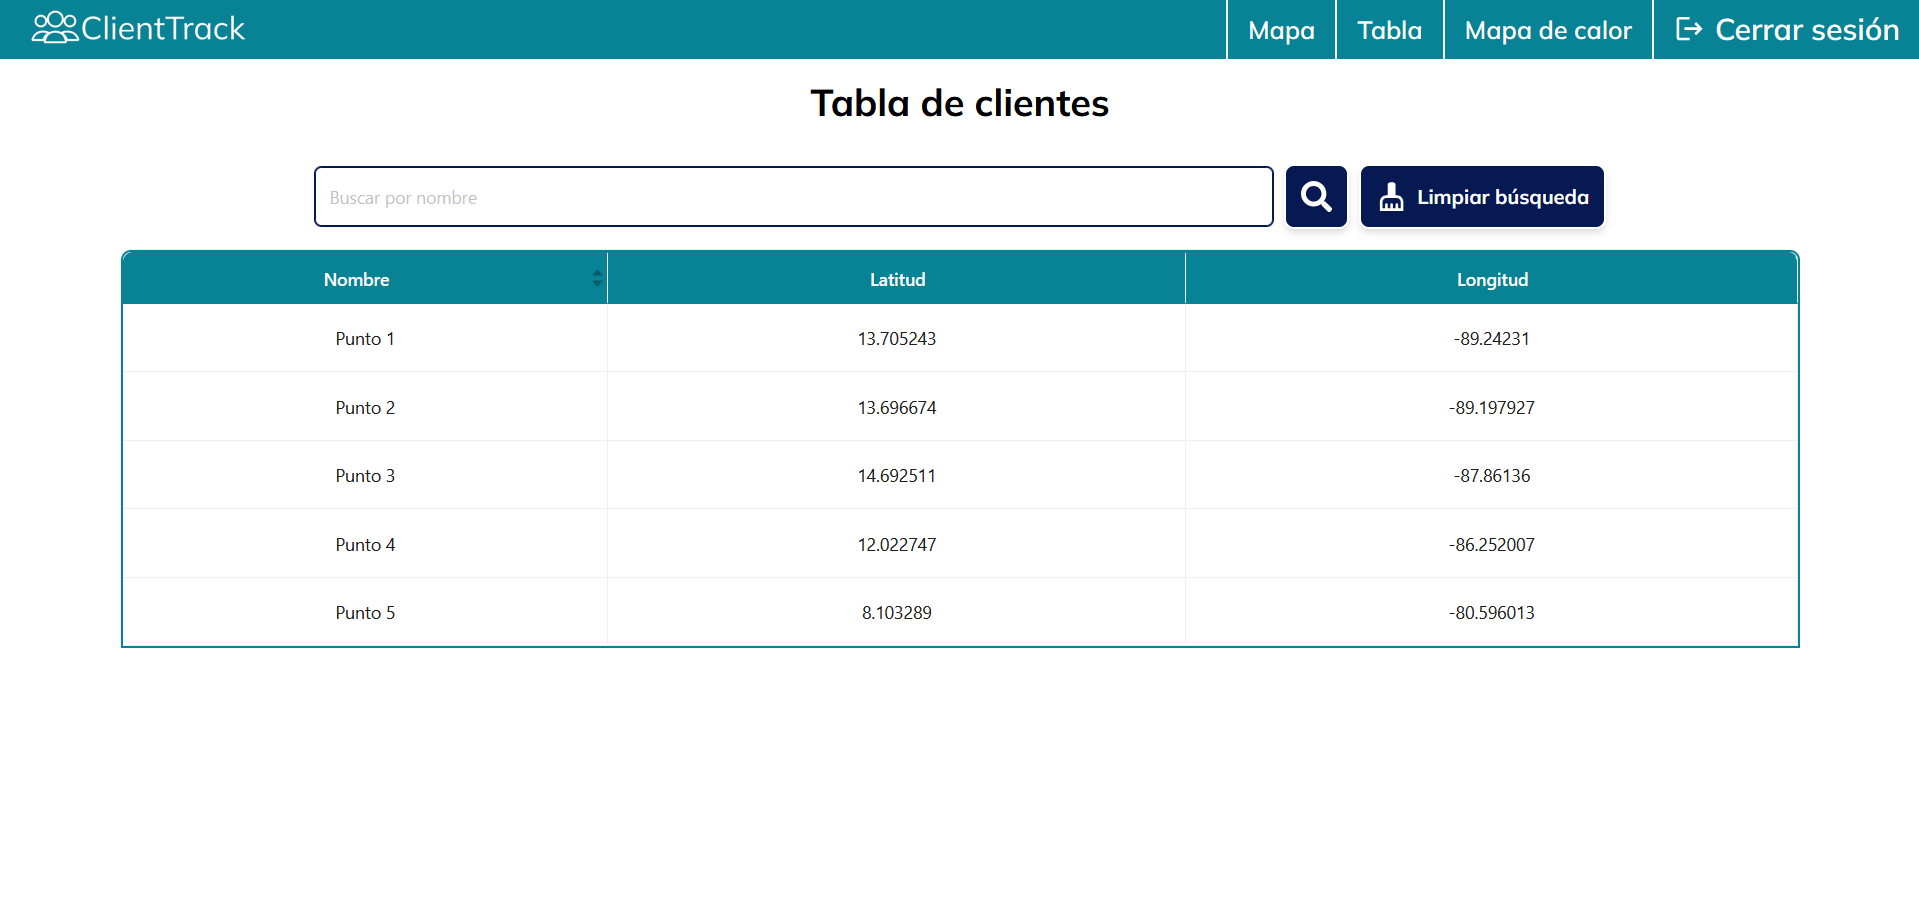 ClientTrack Mapa Tabla Mapa de calor Cerrar sesión
Tabla de clientes
Buscar por nombre Limpiar búsqueda
Nombre Latitud Longitud
Punto 1 13.705243 -89.24231
Punto 2 13.696674 -89.197927
Punto 3 14.692511 -87.86136
Punto 4 12.022747 -86.252007
Punto 5 8.103289 -80.596013